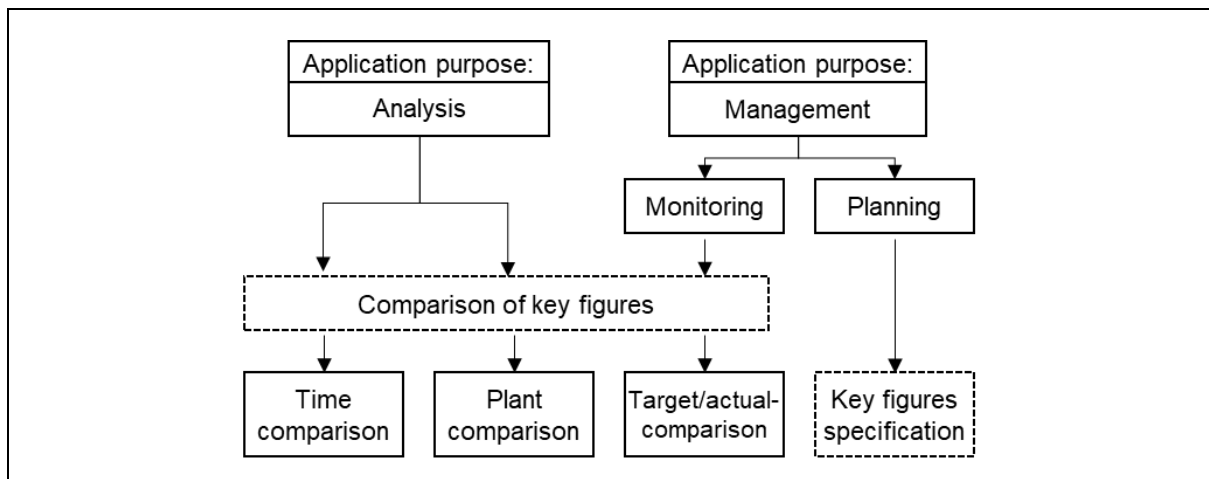 Application purpose:
Analysis
Application purpose:
Management
Monitoring
Planning
Comparison of key figures
Time
comparison
Plant
comparison
Target/actual-
comparison
Key figures
specification